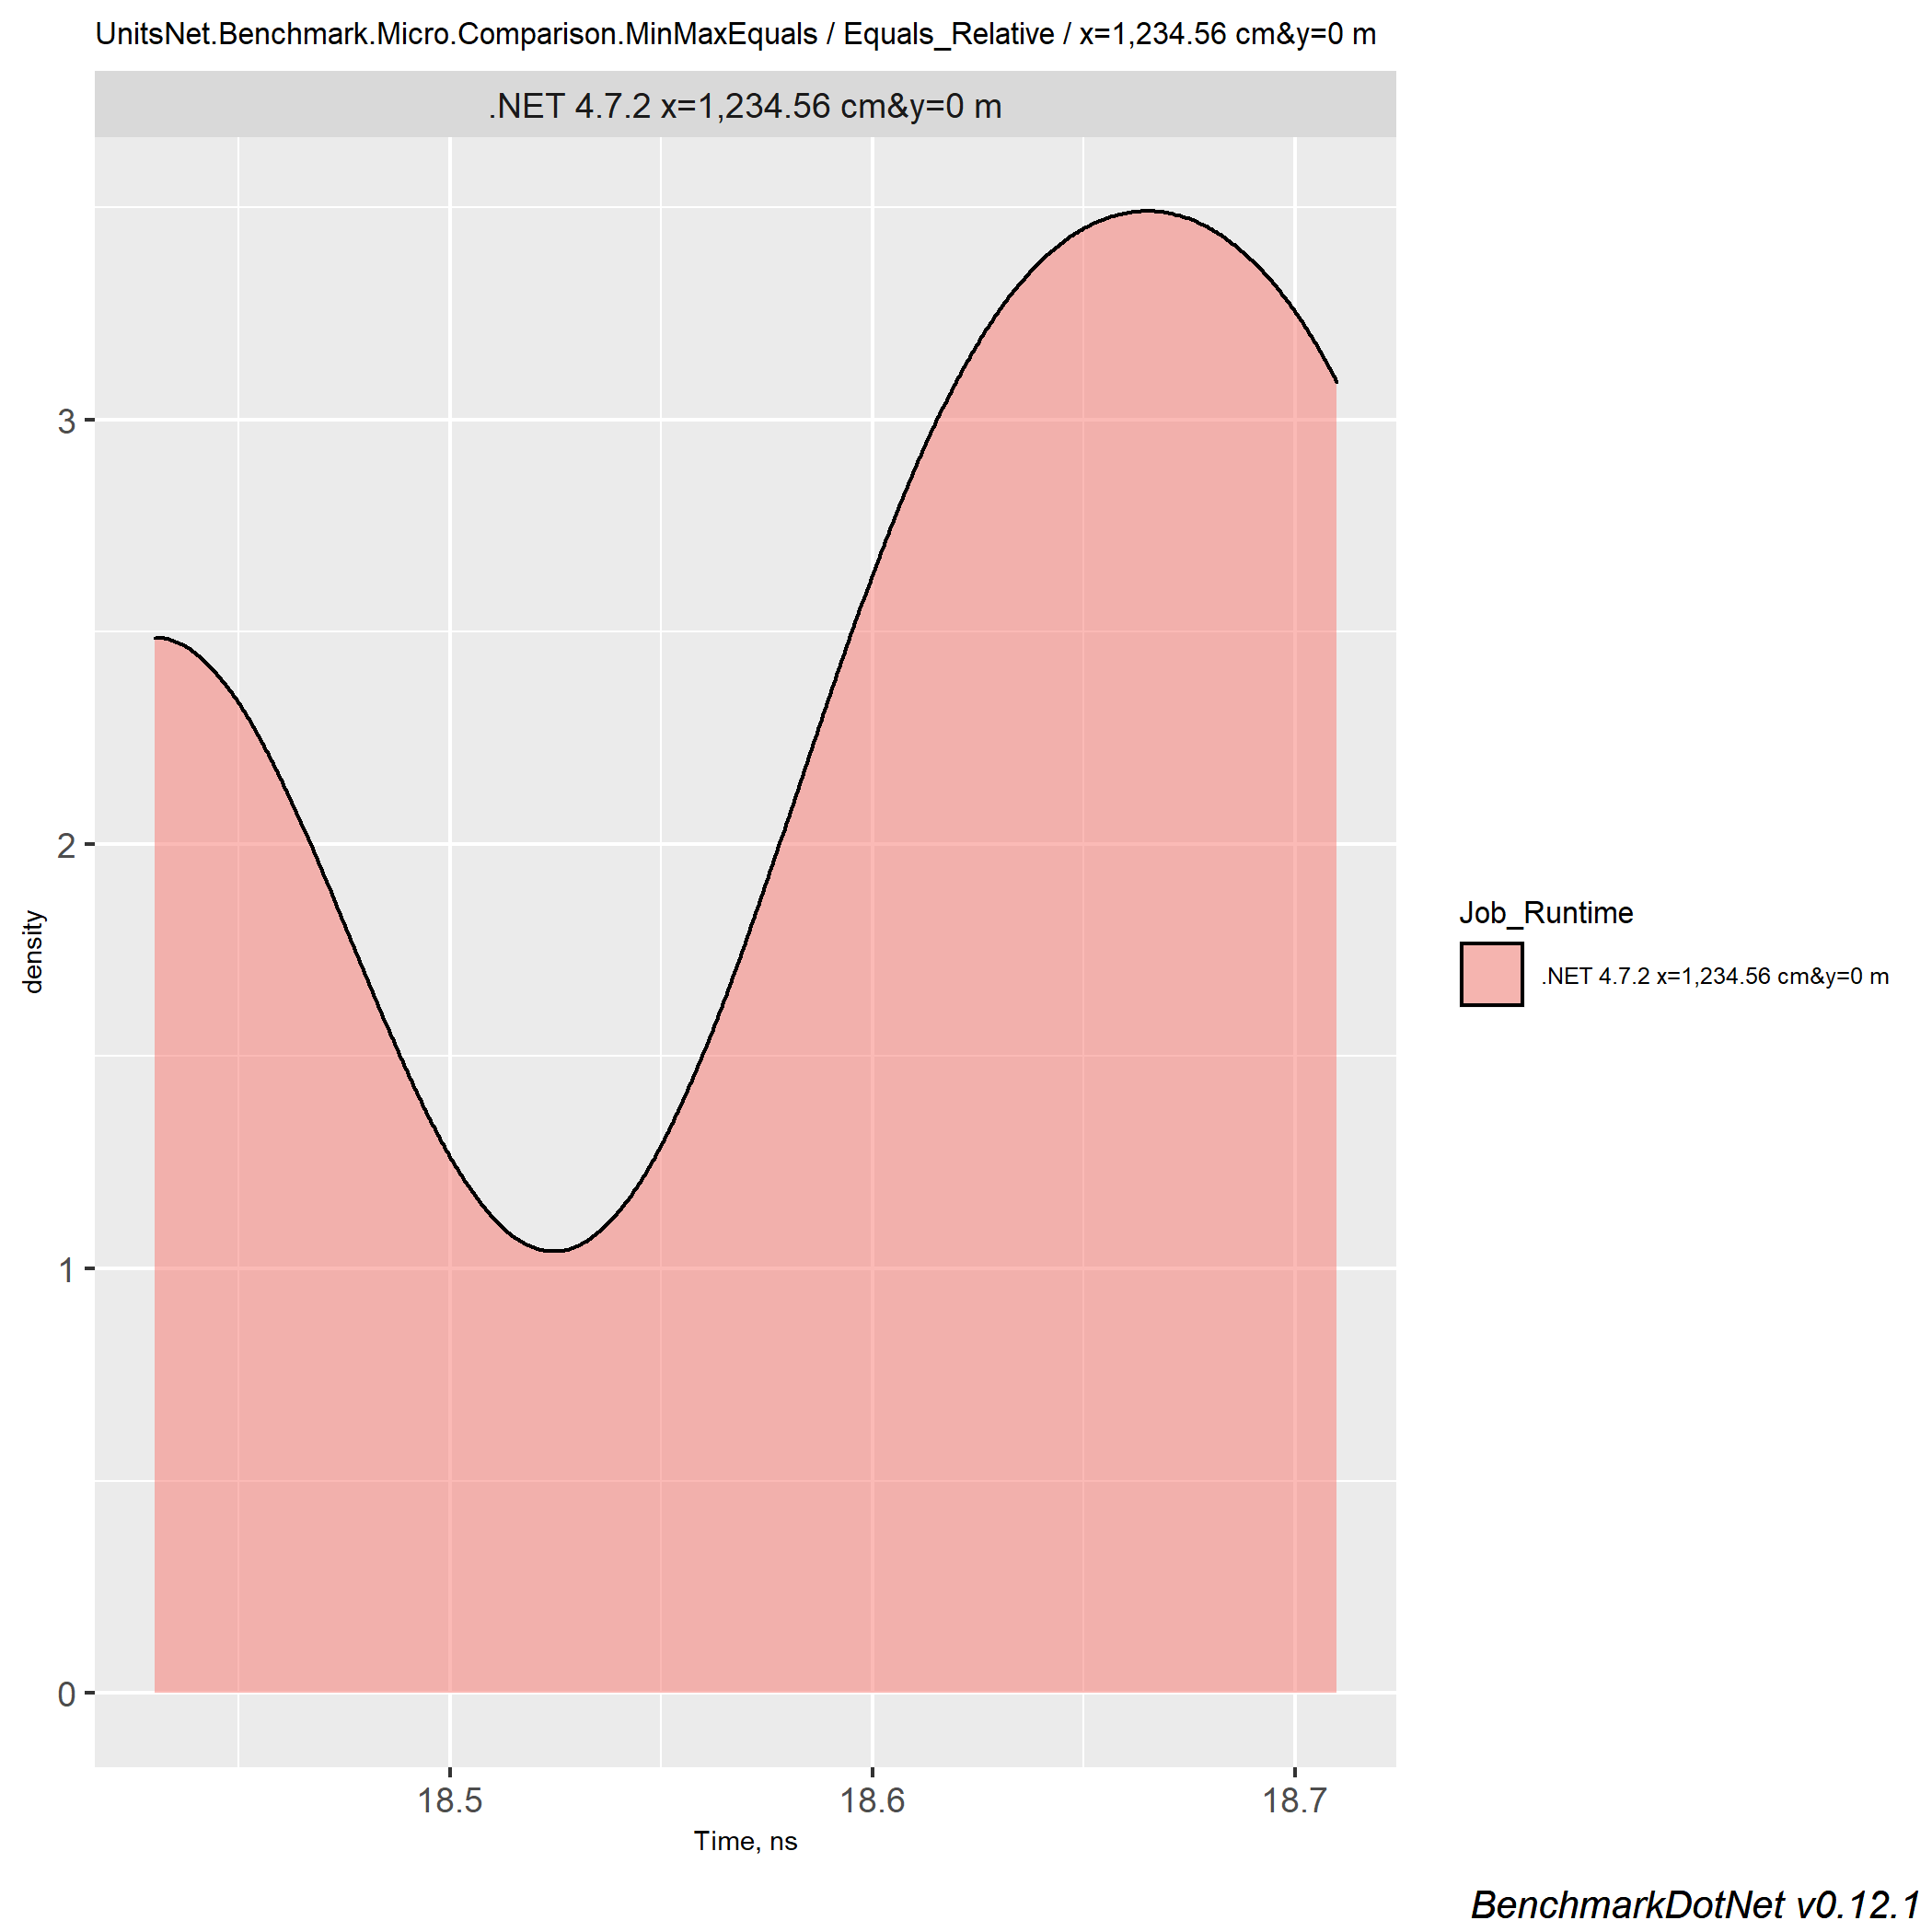 UnitsNet.Benchmark.Micro.Comparison.MinMaxEquals / Equals_Relative / x=1,234.56 cm&y=0 m
.NET 4.7.2 x=1,234.56 cm&y=0 m
3
2
1
0
density
18.5 18.6 18.7
Time, ns
Job_Runtime
.NET 4.7.2 x=1,234.56 cm&y=0 m
BenchmarkDotNet v0.12.1